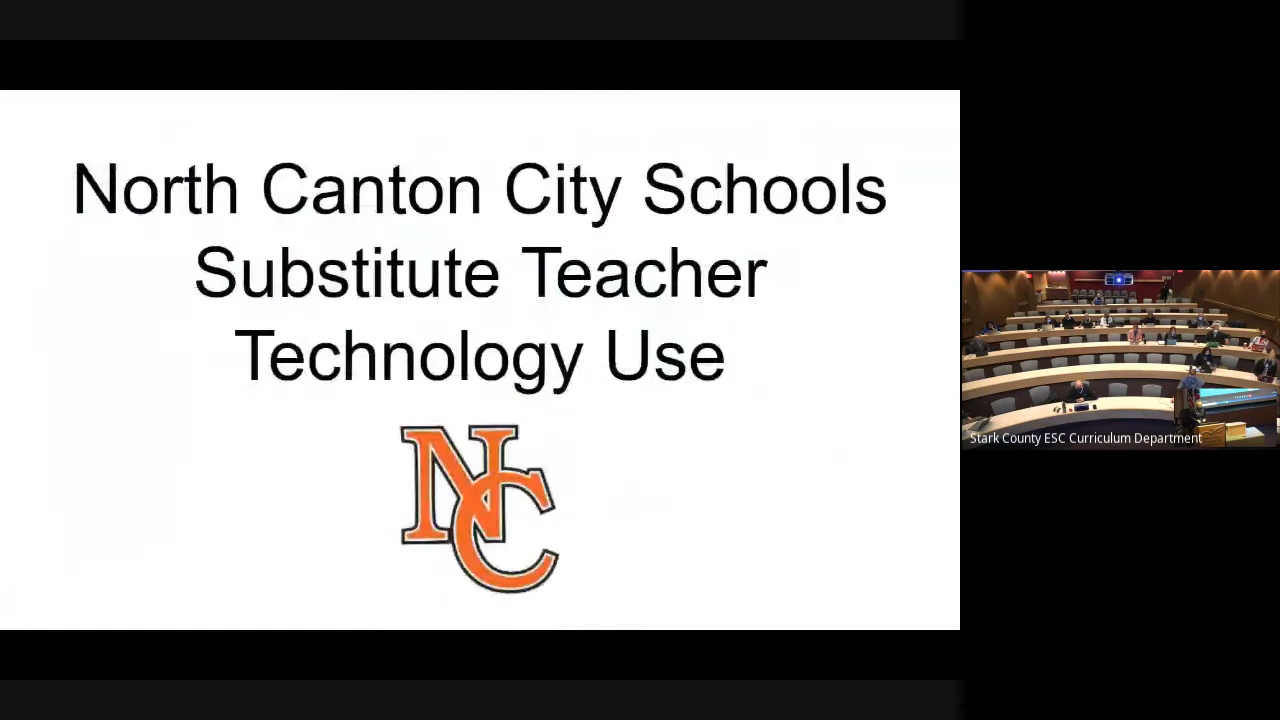 North Canton City Schools
Substitute Teacher
Technology Use
NC
Stark County ESC Curriculum Department